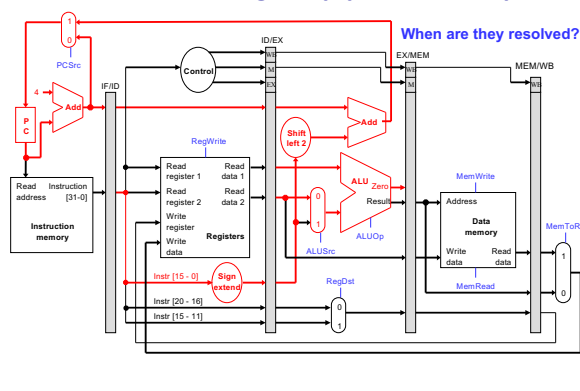 When are they resolved?
1
0
PCSrc
4
Add
P
C
IF/ID
ID/EX
WB
M
EX
Control
EX/MEM
WB
M
MEM/WB
WB
Shift
left 2
Add
RegWrite
Read
address
Instruction
[31-0]
Instruction
memory
Read
register 1
Read
data 1
Read
register 2
Read
data 2
Write
register
Write
data
Registers
0
1
ALUSrc
ALU
Zero
Result
ALUOp
MemWrite
Address
Data
memory
Write
data
Read
data
MemRead
1
0
Instr [15 - 0]
Sign
extend
RegDst
Instr [20 - 16]
Instr [15 - 11]
0
1